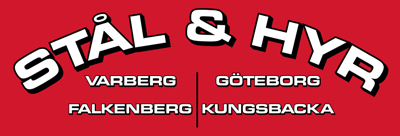 STÅL & HYR
VARBERG GÖTEBORG
FALKENBERG KUNGSBACKA